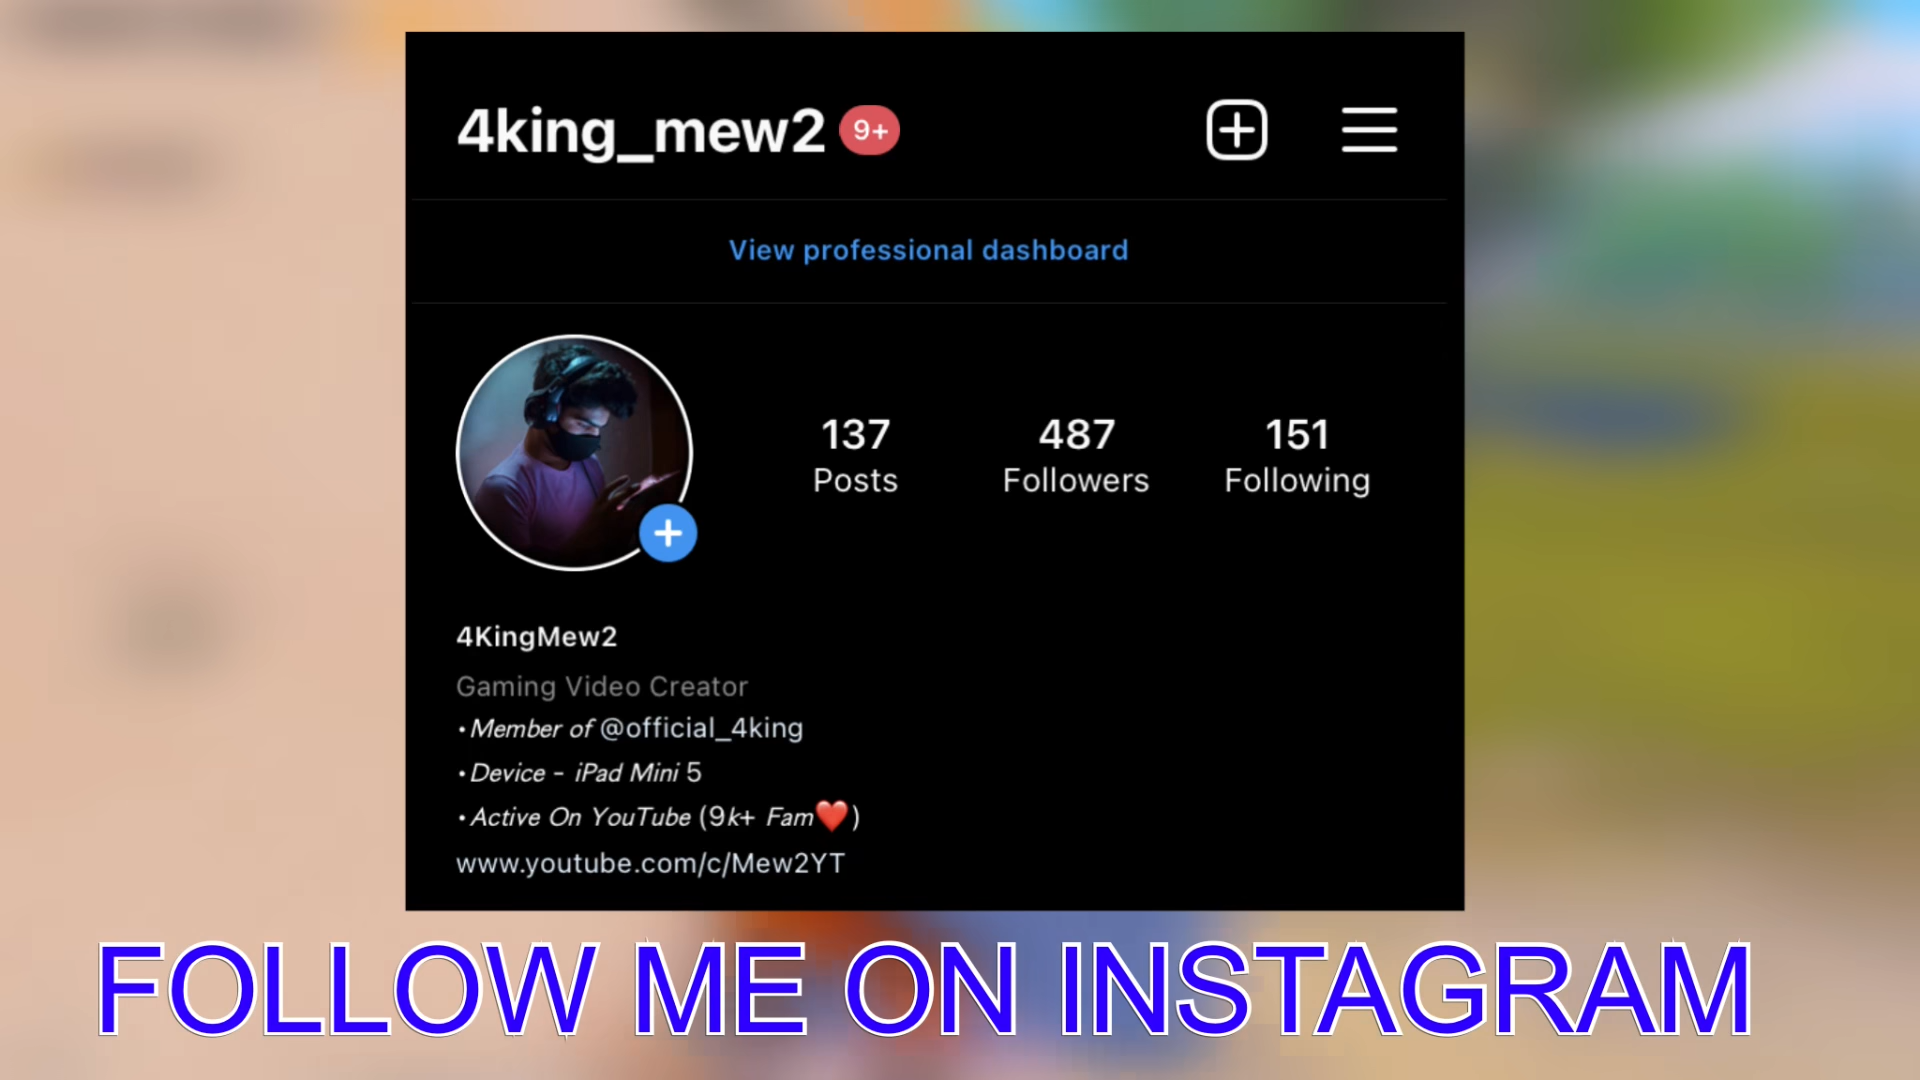 4king_mew2 9+
View professional dashboard
137 487 151
Posts Followers Following
4KingMew2
Gaming Video Creator
•Member of @official_4king
•Device - iPad Mini 5
•Active On YouTube (9k+ Fam❤️)
www.youtube.com/c/Mew2YT
FOLLOW ME ON INSTAGRAM